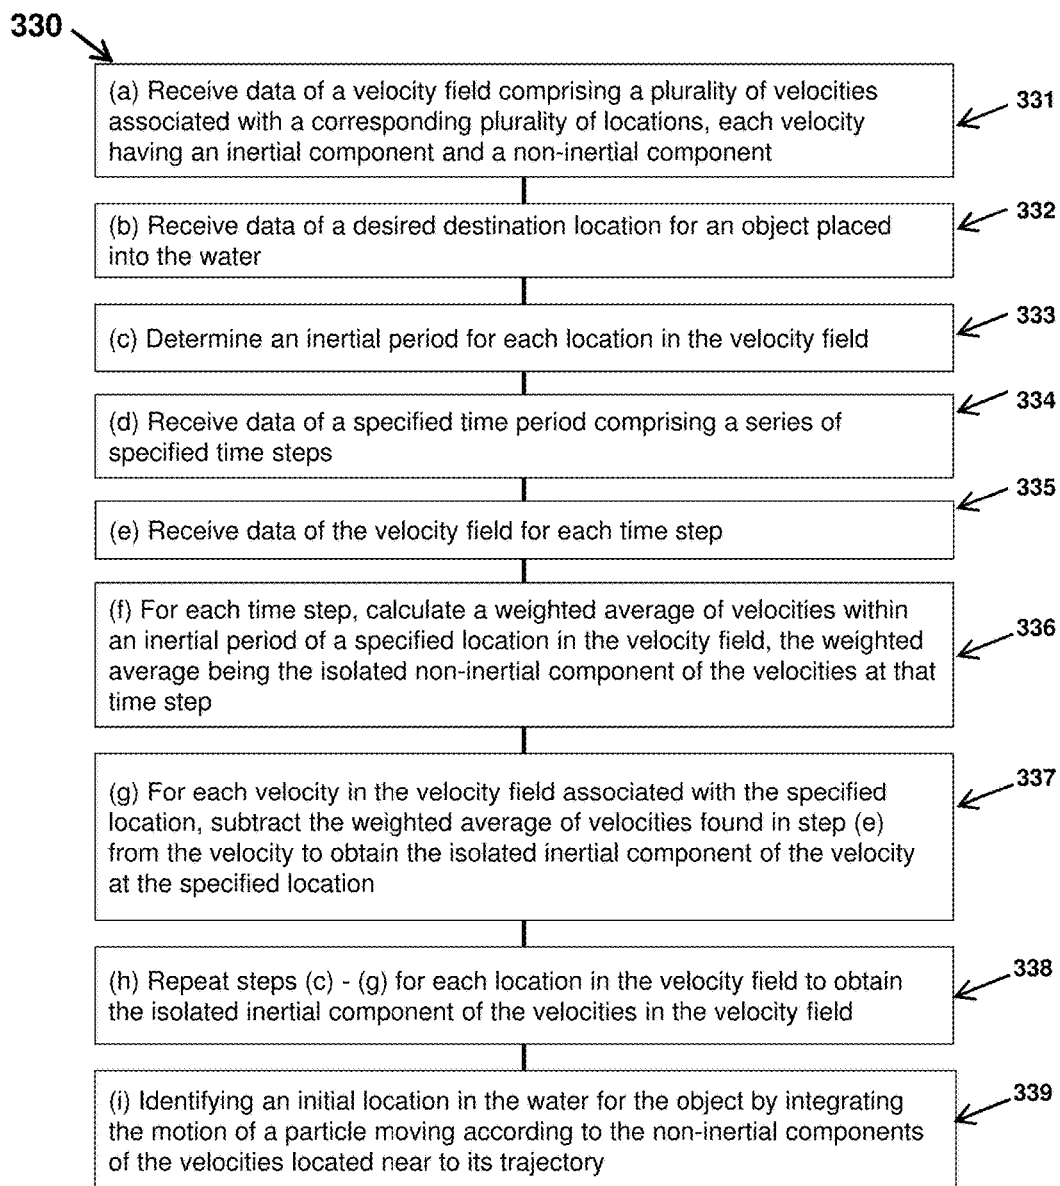 330
(a) Receive data of a velocity field comprising a plurality of velocities
associated with a corresponding plurality of locations, each velocity
having an inertial component and a non-inertial component
331
(b) Receive data of a desired destination location for an object placed
into the water
332
(c) Determine an inertial period for each location in the velocity field
333
(d) Receive data of a specified time period comprising a series of
specified time steps
334
(e) Receive data of the velocity field for each time step
335
(f) For each time step, calculate a weighted average of velocities within
an inertial period of a specified location in the velocity field, the weighted
average being the isolated non-inertial component of the velocities at that
time step
336
(g) For each velocity in the velocity field associated with the specified
location, subtract the weighted average of velocities found in step (e)
from the velocity to obtain the isolated inertial component of the velocity
at the specified location
337
(h) Repeat steps (c) - (g) for each location in the velocity field to obtain
the isolated inertial component of the velocities in the velocity field
338
(i) Identifying an initial location in the water for the object by integrating
the motion of a particle moving according to the non-inertial components
of the velocities located near to its trajectory
339